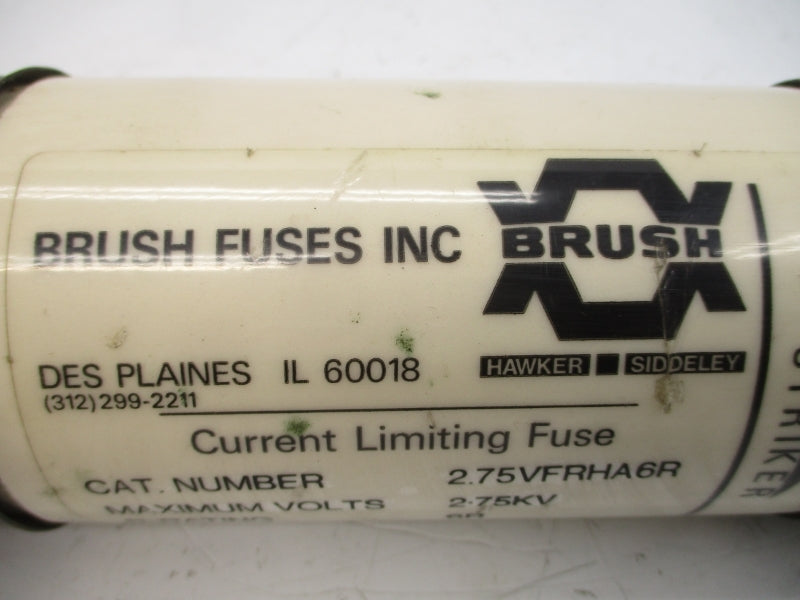 BRUSH FUSES INC
BRUSH
HAWKER SIDDELEY
DES PLAINES IL 60018
(312) 299-2211
Current Limiting Fuse
CAT. NUMBER 2.75VFRHA6R
MAXIMUM VOLTS 2.75KV
STRIKER